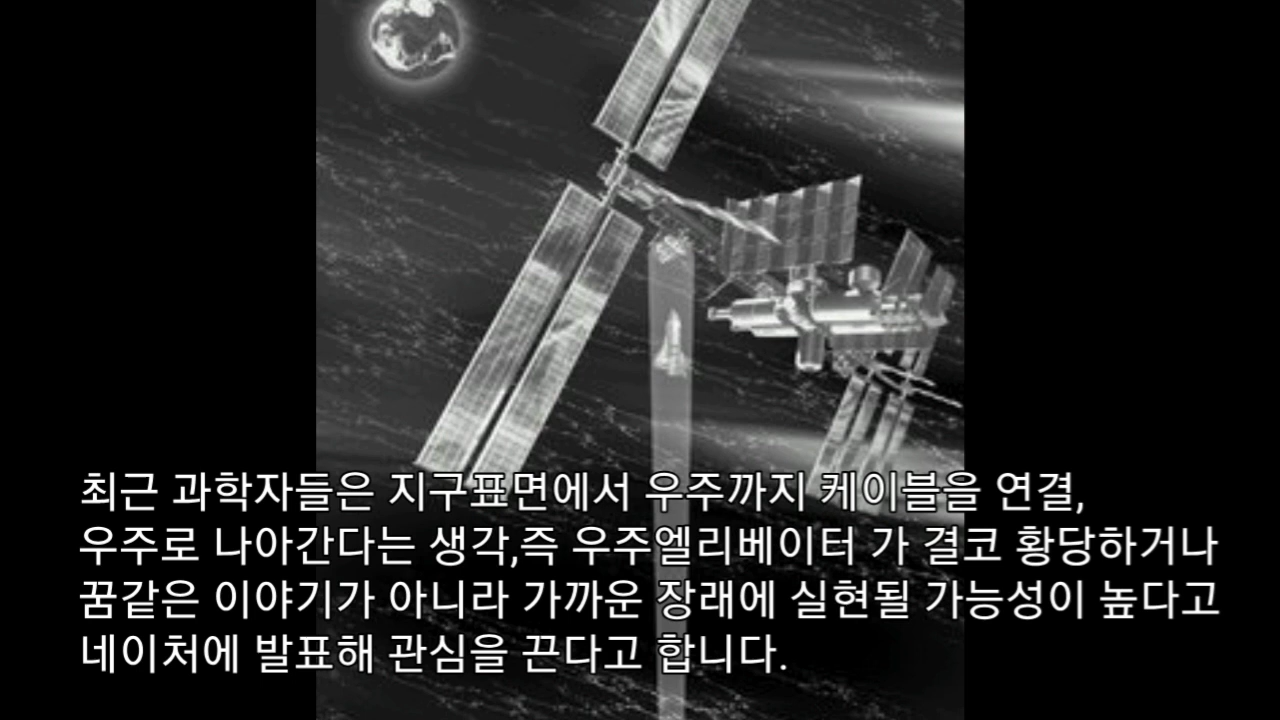 최근 과학자들은 지구표면에서 우주까지 케이블을 연결,
우주로 나아간다는 생각,즉 우주엘리베이터 가 결코 황당하거나
꿈같은 이야기가 아니라 가까운 장래에 실현될 가능성이 높다고
네이처에 발표해 관심을 끈다고 합니다.